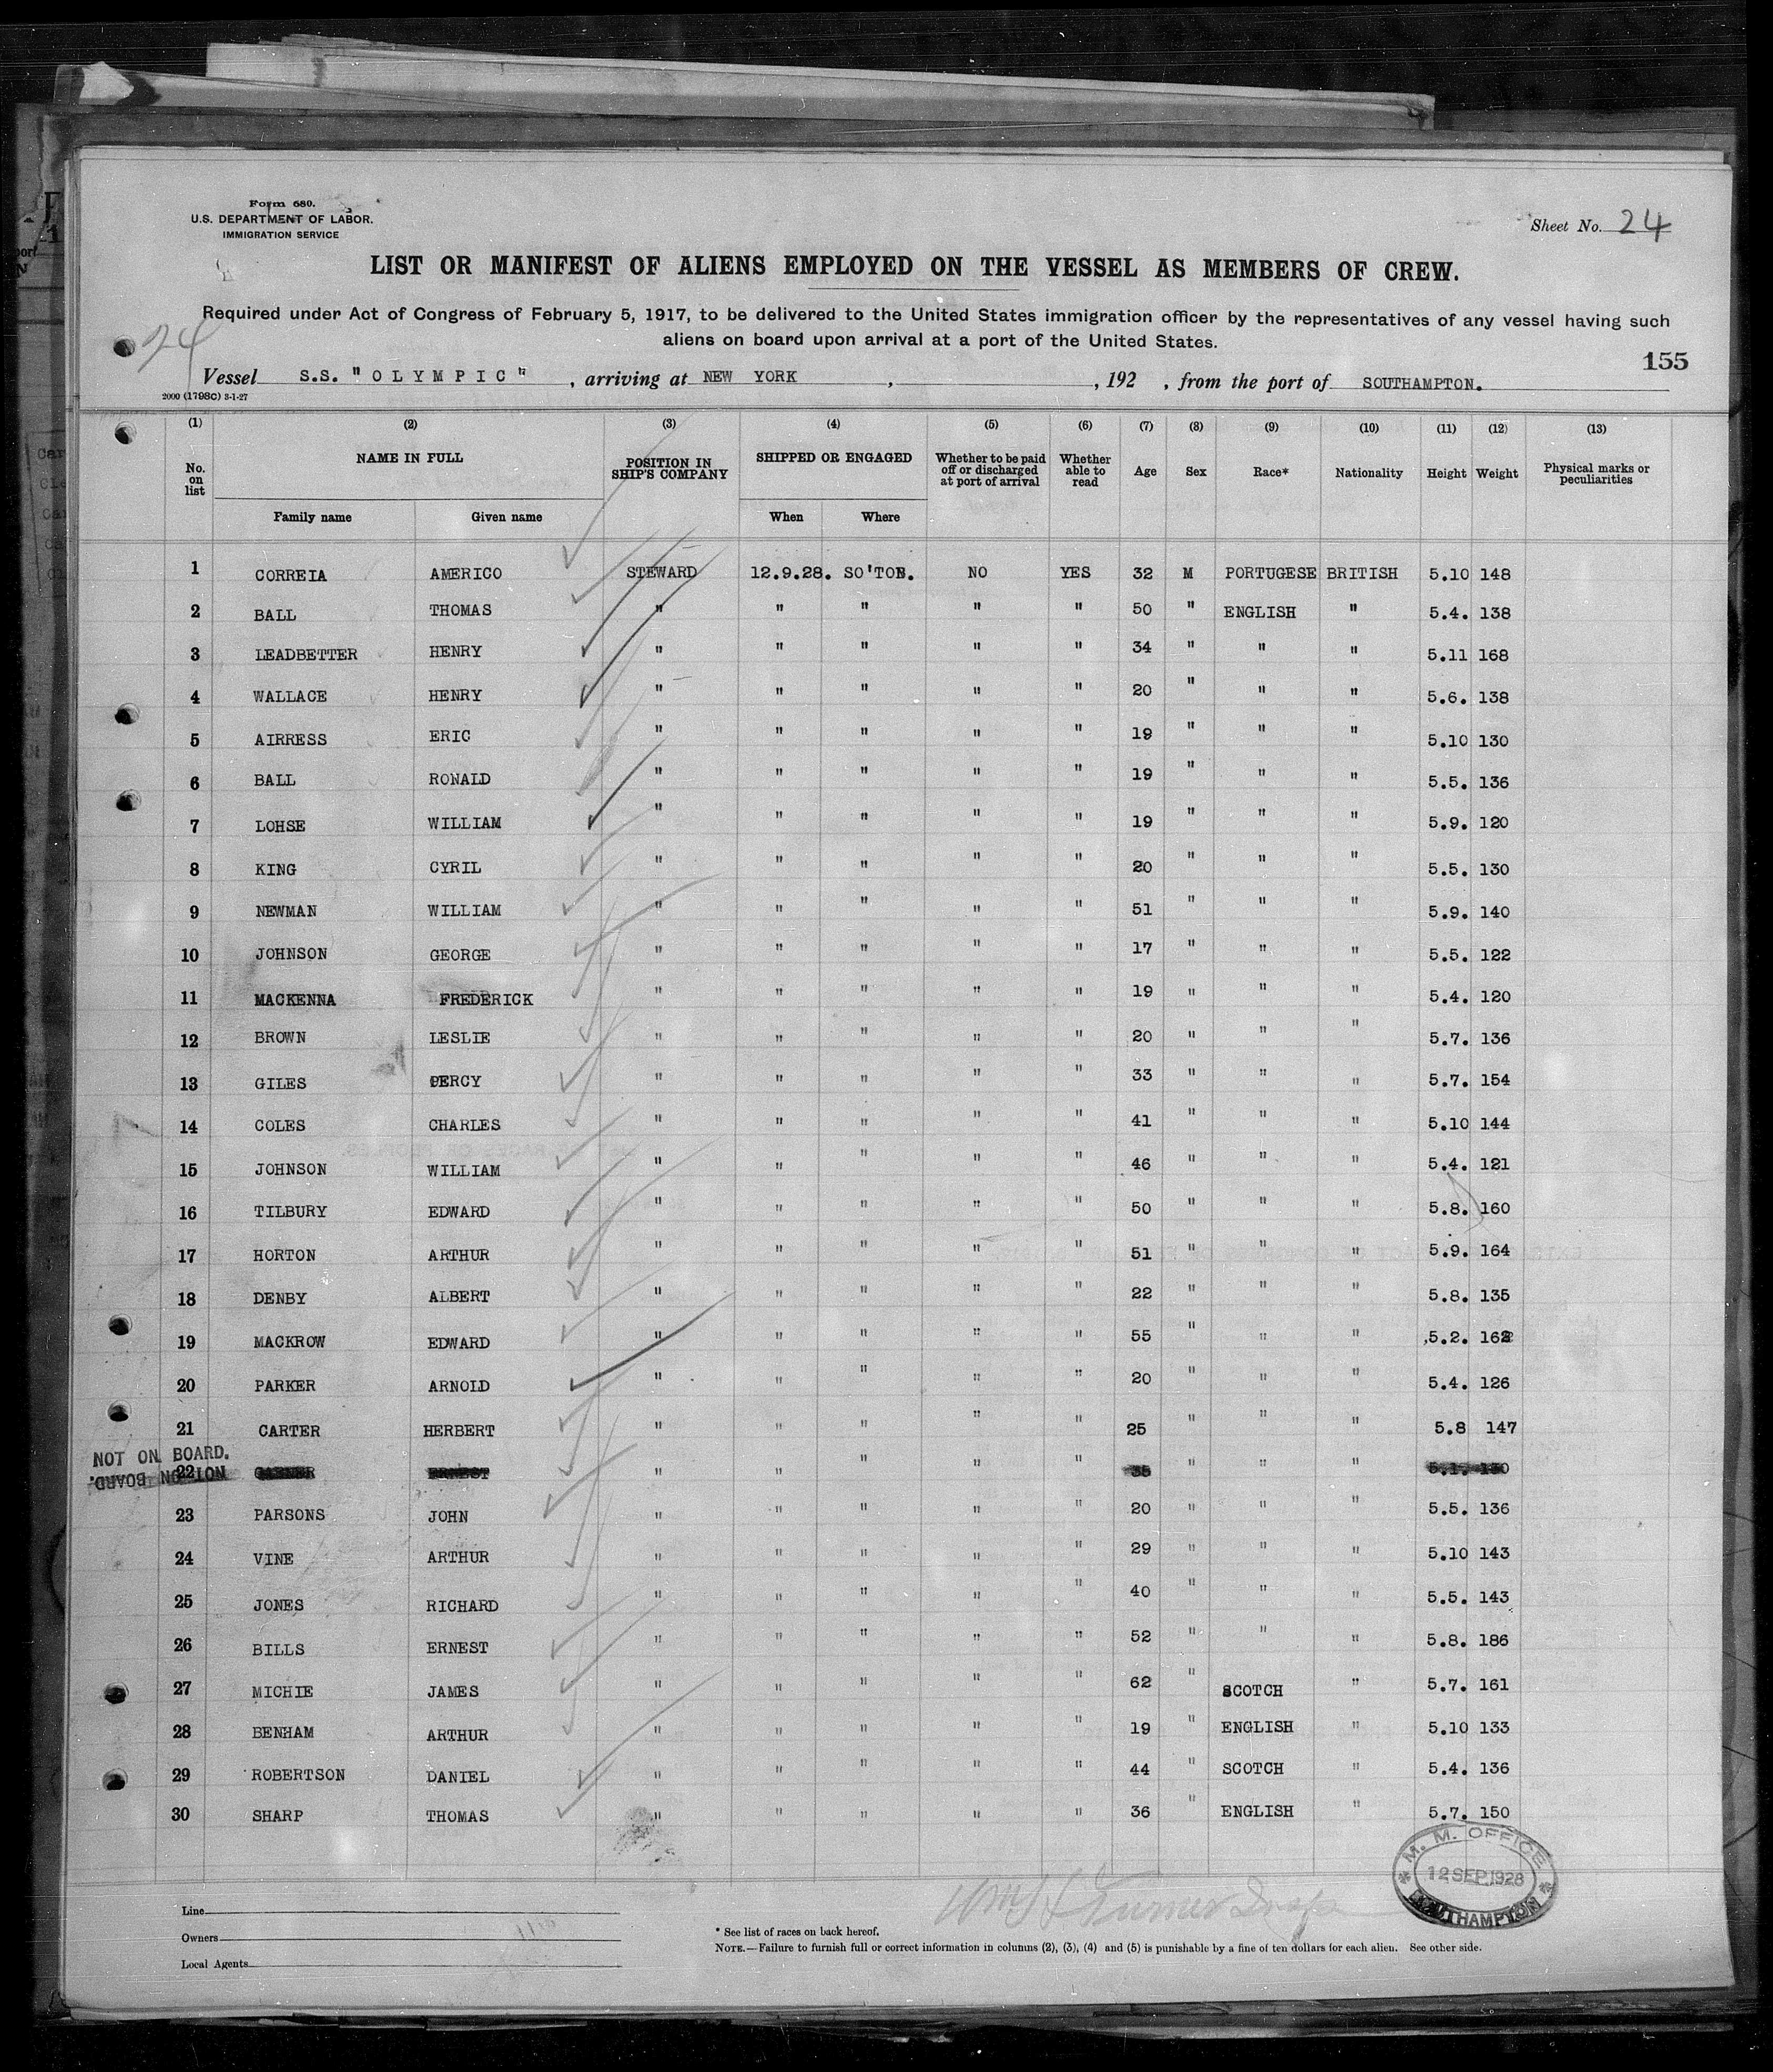 Form 680.
U.S. DEPARTMENT OF LABOR.
IMMIGRATION SERVICE
Sheet No. 24
LIST OR MANIFEST OF ALIENS EMPLOYED ON THE VESSEL AS MEMBERS OF CREW.
Required under Act of Congress of February 5, 1917, to be delivered to the United States immigration officer by the representatives of any vessel having such
aliens on board upon arrival at a port of the United States.
24
155
Vessel S.S. "OLYMPIC" , arriving at NEW YORK , , 192 , from the port of SOUTHAMPTON.
2000 (1798C) 3-1-27
(1) (2) (3) (4) (5) (6) (7) (8) (9) (10) (11) (12) (13)
No. on list NAME IN FULL POSITION IN SHIP'S COMPANY SHIPPED OR ENGAGED Whether to be paid off or discharged at port of arrival Whether able to read Age Sex Race* Nationality Height Weight Physical marks or peculiarities
Family name Given name When Where
1 CORREIA AMERICO STEWARD 12.9.28. SO'TON. NO YES 32 M PORTUGESE BRITISH 5.10 148
2 BALL THOMAS " " " " " 50 " ENGLISH " 5.4. 138
3 LEADBETTER HENRY " " " " " 34 " " " 5.11 168
4 WALLACE HENRY " " " " " 20 " " " 5.6. 138
5 AIRRESS ERIC " " " " " 19 " " " 5.10 130
6 BALL RONALD " " " " " 19 " " " 5.5. 136
7 LOHSE WILLIAM " " " " " 19 " " " 5.9. 120
8 KING CYRIL " " " " " 20 " " " 5.5. 130
9 NEWMAN WILLIAM " " " " " 51 " " " 5.9. 140
10 JOHNSON GEORGE " " " " " 17 " " " 5.5. 122
11 MACKENNA FREDERICK " " " " " 19 " " " 5.4. 120
12 BROWN LESLIE " " " " " 20 " " " 5.7. 136
13 GILES PERCY " " " " " 33 " " " 5.7. 154
14 COLES CHARLES " " " " " 41 " " " 5.10 144
15 JOHNSON WILLIAM " " " " " 46 " " " 5.4. 121
16 TILBURY EDWARD " " " " " 50 " " " 5.8. 160
17 HORTON ARTHUR " " " " " 51 " " " 5.9. 164
18 DENBY ALBERT " " " " " 22 " " " 5.8. 135
19 MACKROW EDWARD " " " " " 55 " " " 5.2. 162
20 PARKER ARNOLD " " " " " 20 " " " 5.4. 126
21 CARTER HERBERT " " " " " 25 " " " 5.8 147
NOT ON BOARD.
NOT ON BOARD.
22 ERNEST " " " " " 35 " " " 5.1. 130
23 PARSONS JOHN " " " " " 20 " " " 5.5. 136
24 VINE ARTHUR " " " " " 29 " " " 5.10 143
25 JONES RICHARD " " " " " 40 " " " 5.5. 143
26 BILLS ERNEST " " " " " 52 " " " 5.8. 186
27 MICHIE JAMES " " " " " 62 " SCOTCH " 5.7. 161
28 BENHAM ARTHUR " " " " " 19 " ENGLISH " 5.10 133
29 ROBERTSON DANIEL " " " " " 44 " SCOTCH " 5.4. 136
30 SHARP THOMAS " " " " " 36 " ENGLISH " 5.7. 150
M. M. OFFICE
12 SEP 1928
SOUTHAMPTON
Line
Owners
Local Agents
* See list of races on back hereof.
NOTE.—Failure to furnish full or correct information in columns (2), (3), (4) and (5) is punishable by a fine of ten dollars for each alien. See other side.